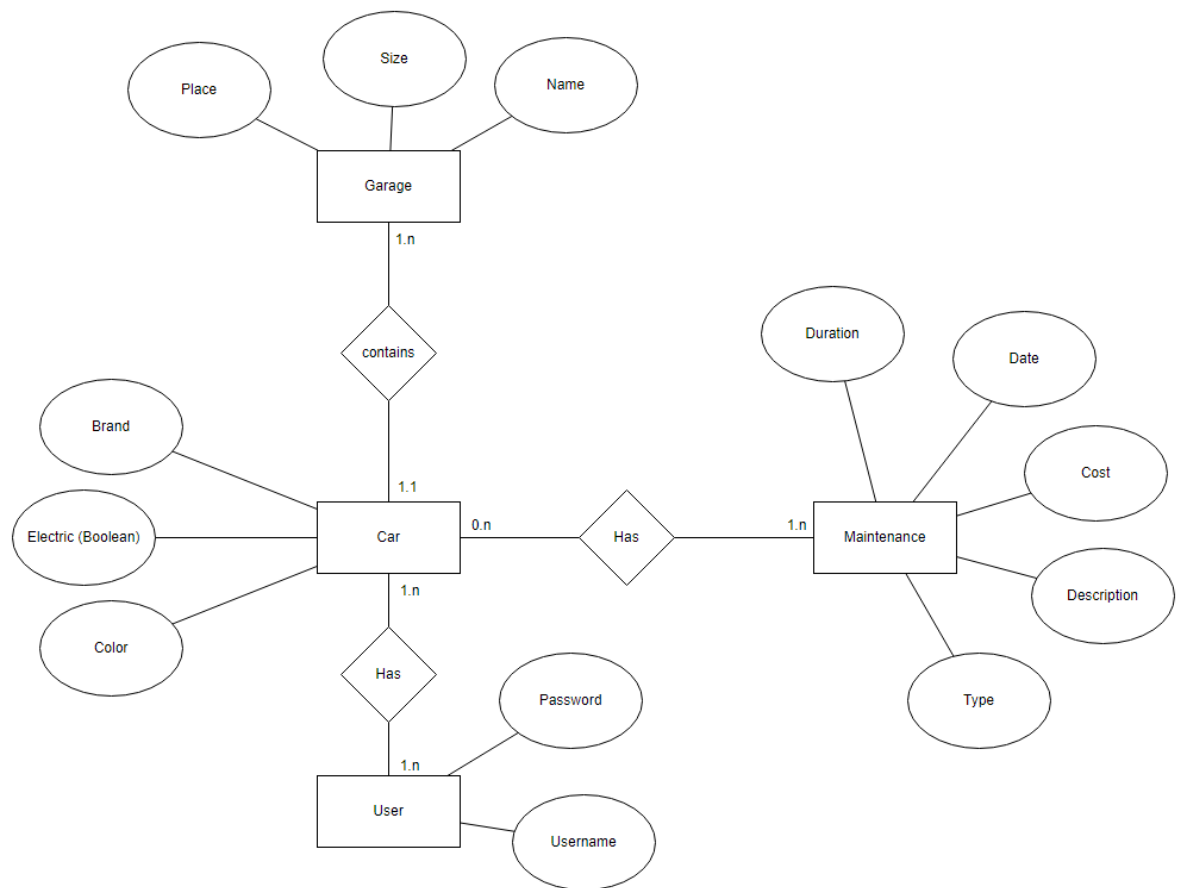 Size
Name
Place
Garage
1.n
contains
Duration
Date
Brand
Cost
1.1
0.n
1.n
Electric (Boolean)
Car
Has
Maintenance
1.n
Description
Color
Has
Password
Type
1.n
User
Username